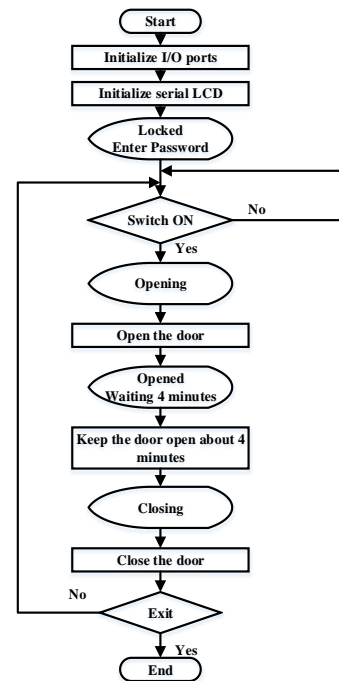 Start
Initialize I/O ports
Initialize serial LCD
Locked
Enter Password
Switch ON
No
Yes
Opening
Open the door
Opened
Waiting 4 minutes
Keep the door open about 4
minutes
Closing
Close the door
No
Exit
Yes
End